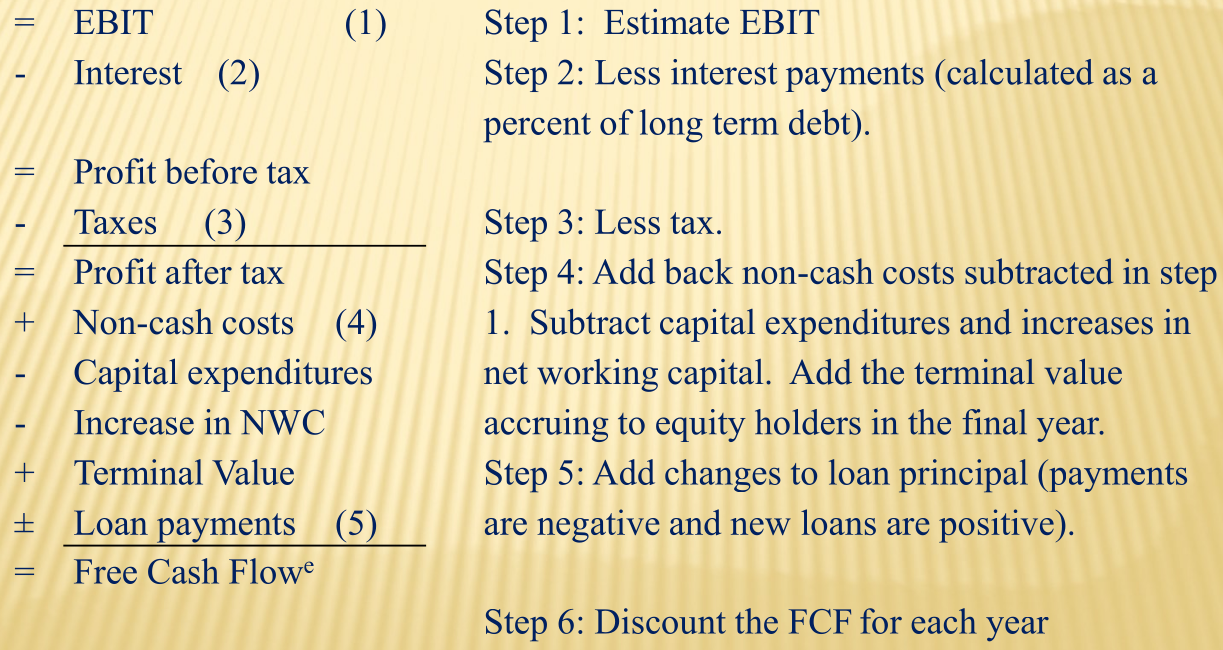 = EBIT (1) Step 1: Estimate EBIT
- Interest (2) Step 2: Less interest payments (calculated as a
percent of long term debt).
= Profit before tax
- Taxes (3) Step 3: Less tax.
= Profit after tax Step 4: Add back non-cash costs subtracted in step
+ Non-cash costs (4) 1. Subtract capital expenditures and increases in
- Capital expenditures net working capital. Add the terminal value
- Increase in NWC accruing to equity holders in the final year.
+ Terminal Value Step 5: Add changes to loan principal (payments
± Loan payments (5) are negative and new loans are positive).
= Free Cash Flowᵉ
Step 6: Discount the FCF for each year